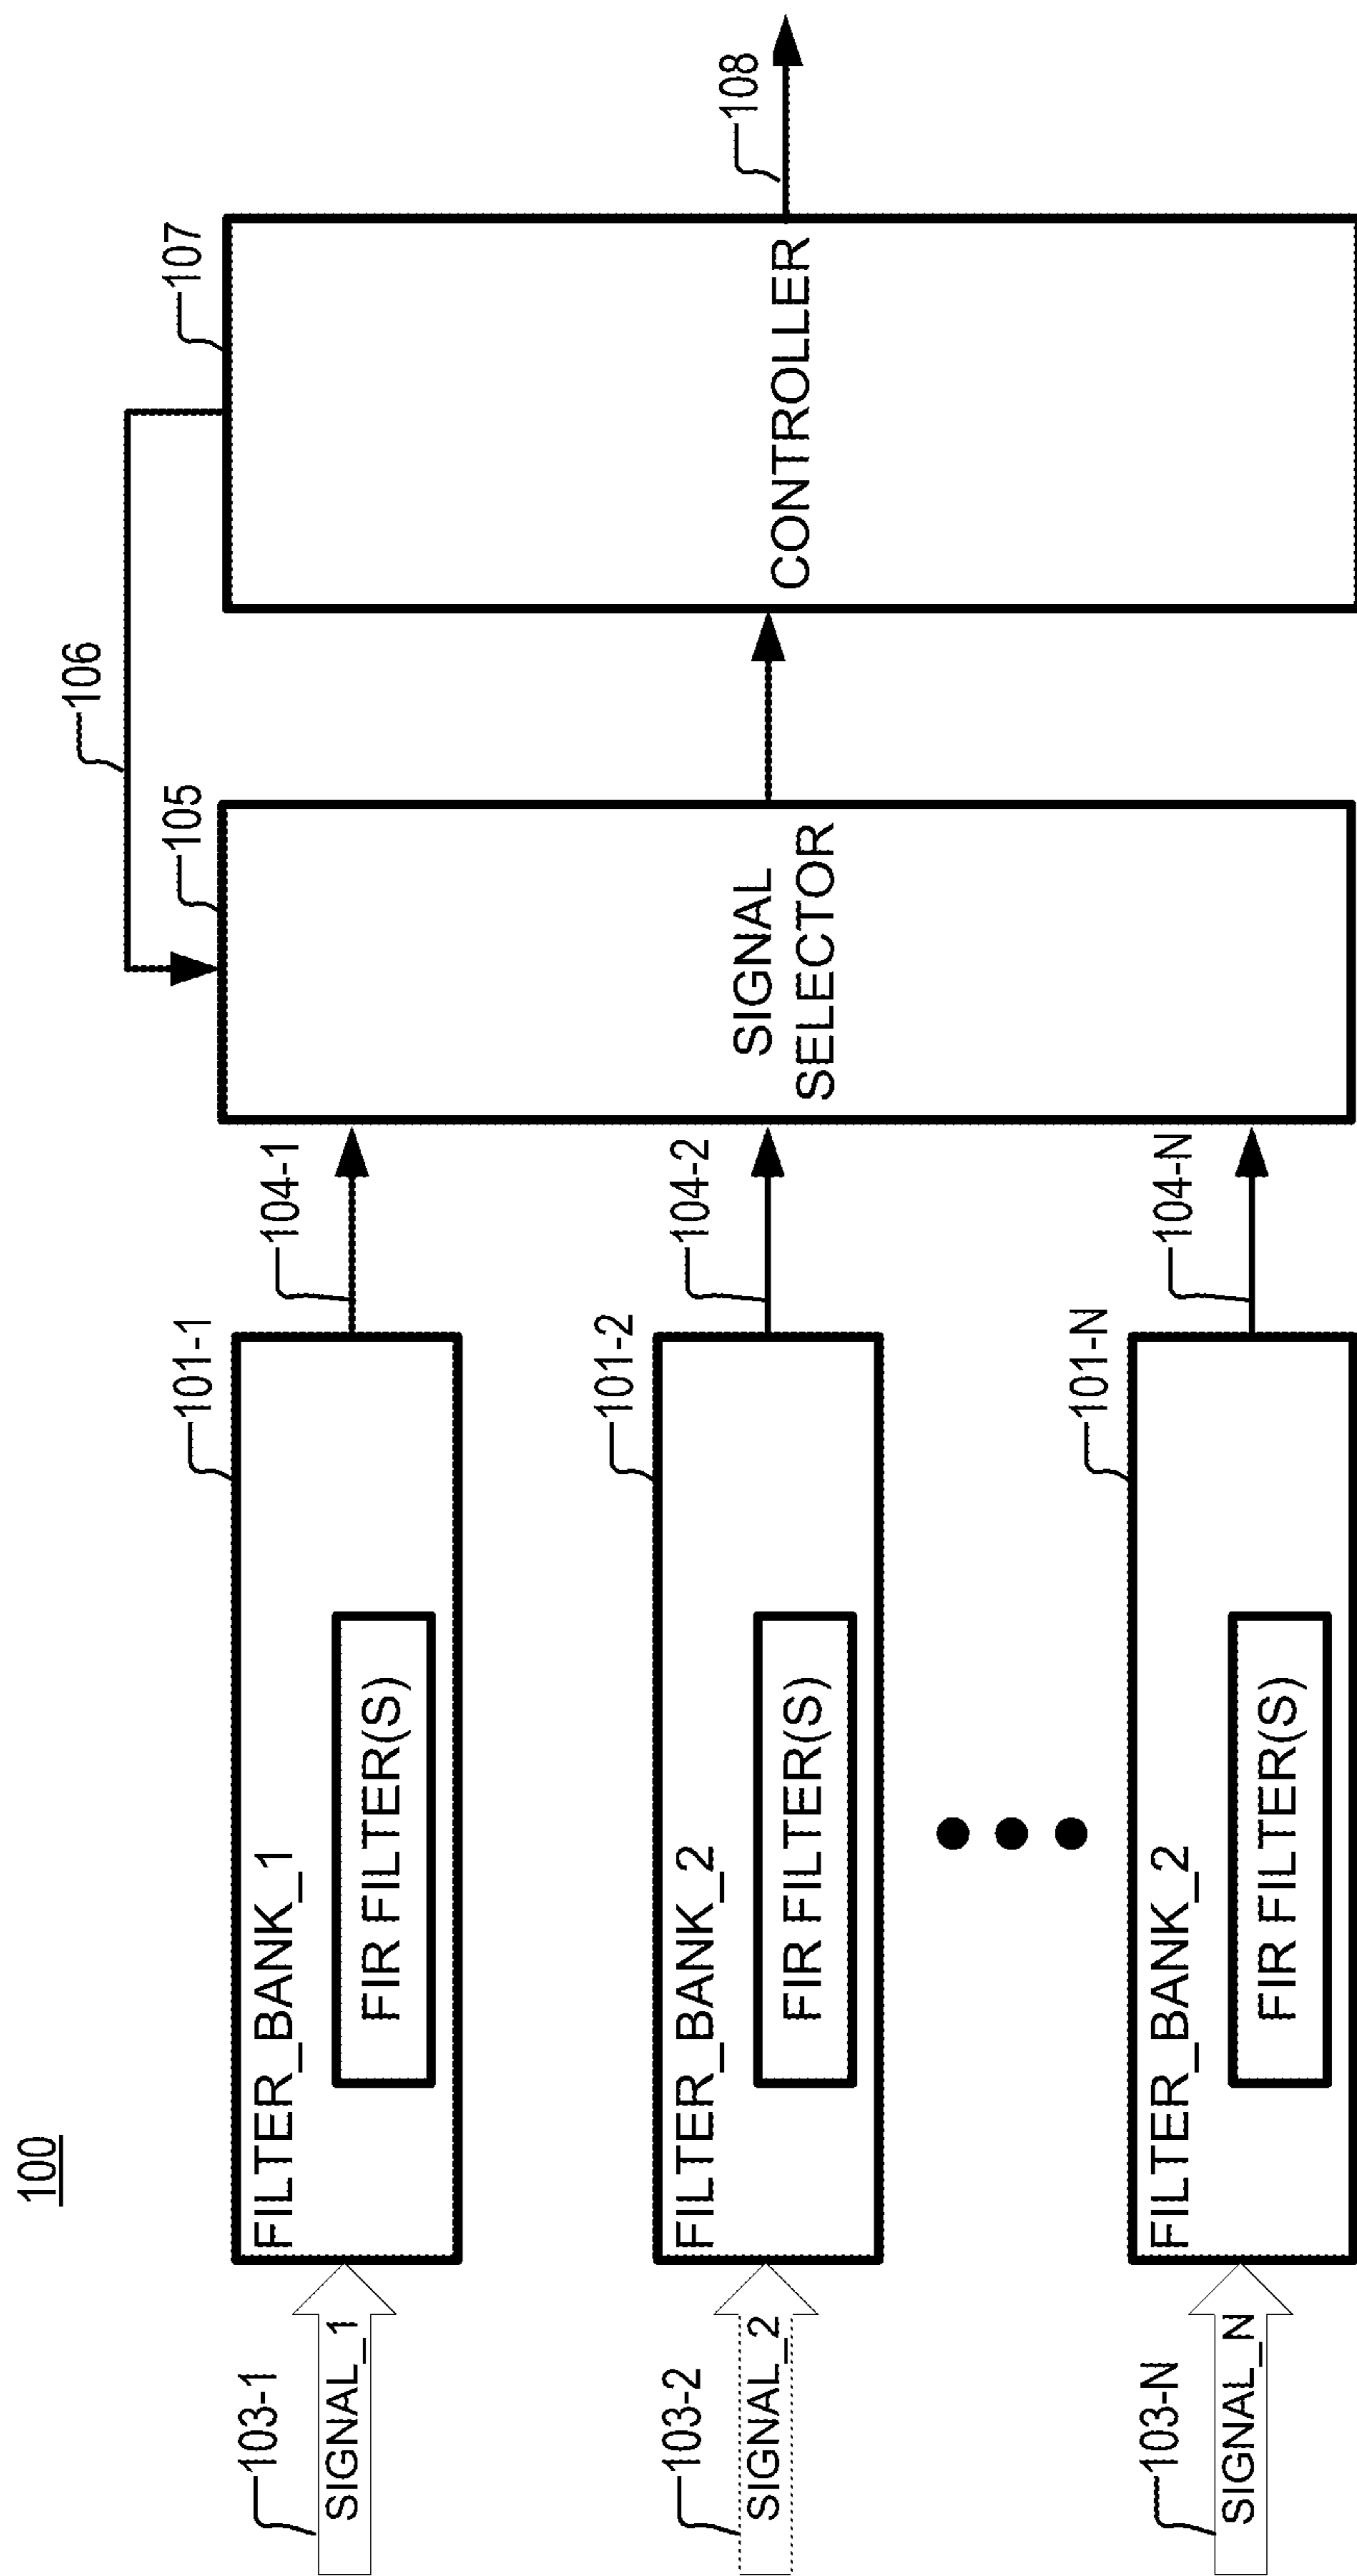 100
103-1
SIGNAL_1
FILTER_BANK_1
FIR FILTER(S)
101-1
104-1
103-2
SIGNAL_2
FILTER_BANK_2
FIR FILTER(S)
101-2
104-2
103-N
SIGNAL_N
FILTER_BANK_2
FIR FILTER(S)
101-N
104-N
105
SIGNAL
SELECTOR
106
107
CONTROLLER
108